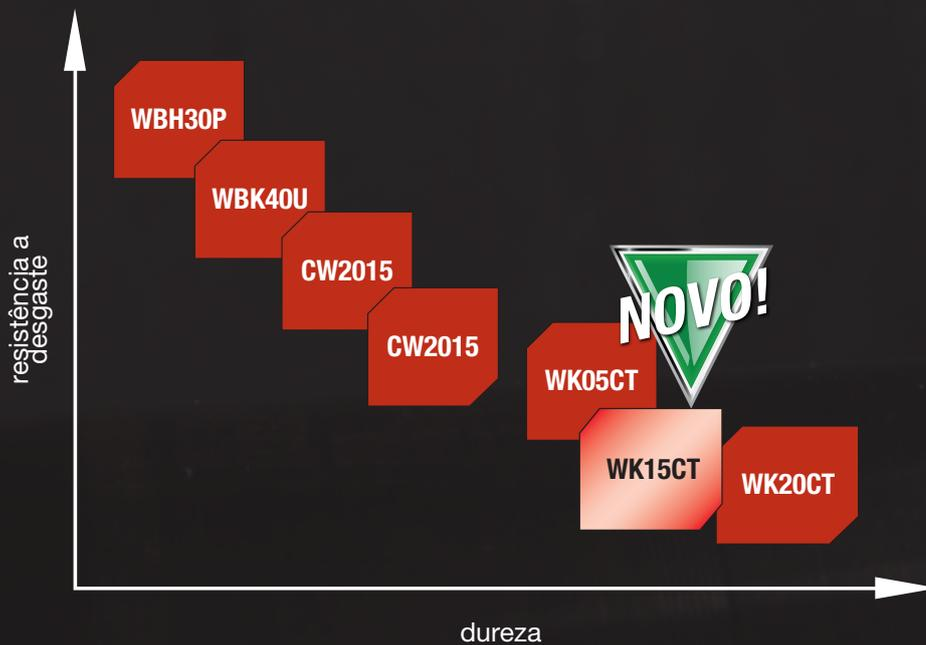 WBH30P
WBK40U
CW2015
CW2015
NOVO!
WK05CT
WK15CT
WK20CT
resistência a
desgaste
dureza